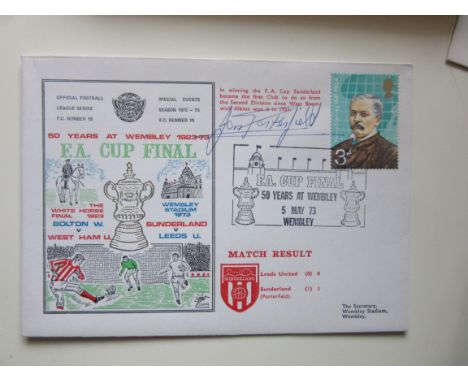 OFFICIAL FOOTBALL
LEAGUE SERIES
F.C. NUMBER 10
SPECIAL EVENTS
SEASON 1972 - 73
50 YEARS AT WEMBLEY 1923-73
F.A. CUP FINAL
THE
WHITE HORSE
FINAL 1923
BOLTON W.
V
WEST HAM U.
WEMBLEY
STADIUM
1973
SUNDERLAND
V
LEEDS U.
In winning the F.A. Cup Sunderland
became the first Club to do so from
the Second Division since West Bromwich
Albion won it in 1931.
3p
F.A. CUP FINAL
50 YEARS AT WEMBLEY
5 MAY 73
WEMBLEY
MATCH RESULT
SUNDERLAND
Leeds United (0) 0
Sunderland (1) 1
(Porterfield)
The Secretary,
Wembley Stadium,
Wembley.